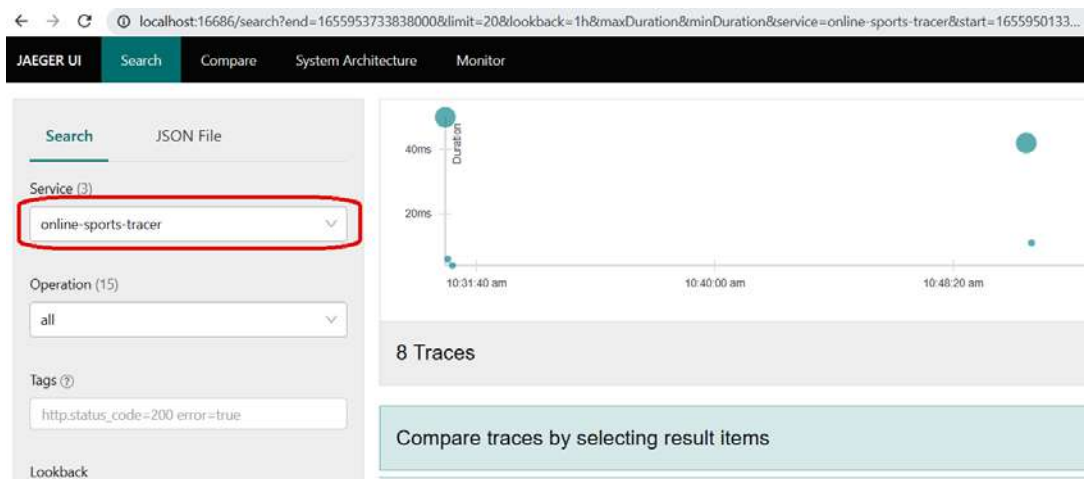 localhost:16686/search?end=1655953733838000&limit=20&lookback=1h&maxDuration&minDuration&service=online-sports-tracer&start=1655950133...
JAEGER UI Search Compare System Architecture Monitor
Search JSON File
Service (3)
online-sports-tracer
Operation (15)
all
Tags ?
http.status_code=200 error=true
Lookback
Duration
40ms
20ms
10:31:40 am 10:40:00 am 10:48:20 am
8 Traces
Compare traces by selecting result items